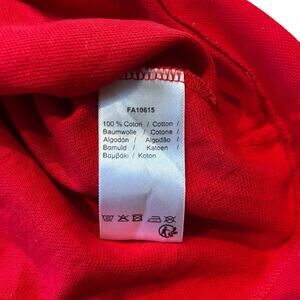 FA10615
100 % Coton / Cotton /
Baumwolle / Cotone /
Algodón / Algodão /
Bomuld / Katoen /
Βαμβάκι / Koton